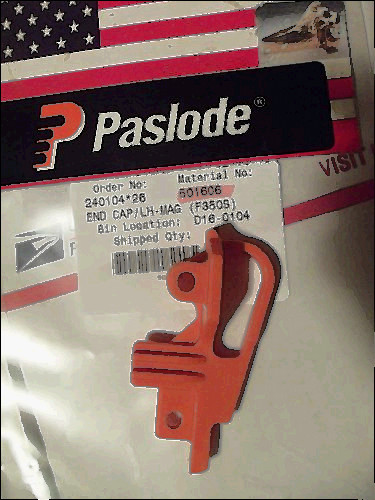 Paslode®
VISIT
Order No:
Material No:
240104*26
501606
END CAP/LH-MAG (F350S)
Bin Location: D16-0104
Shipped Qty: